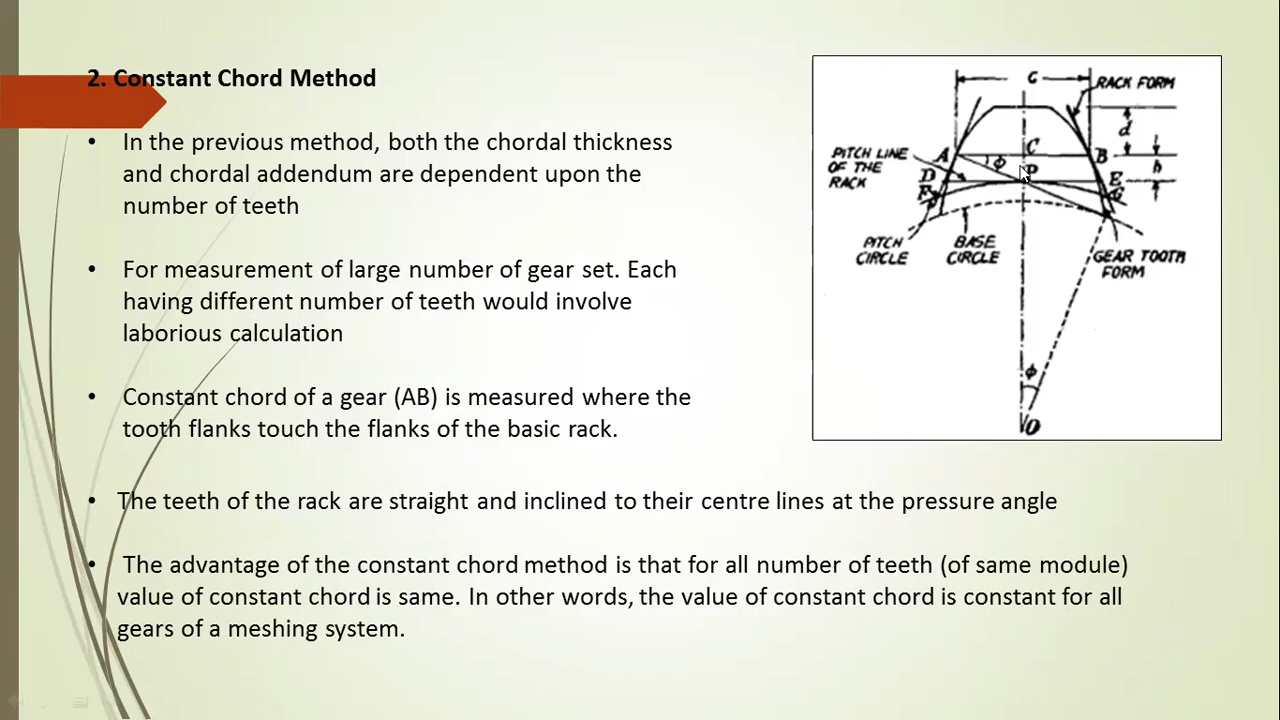 2. Constant Chord Method
• In the previous method, both the chordal thickness
and chordal addendum are dependent upon the
number of teeth
• For measurement of large number of gear set. Each
having different number of teeth would involve
laborious calculation
• Constant chord of a gear (AB) is measured where the
tooth flanks touch the flanks of the basic rack.
• The teeth of the rack are straight and inclined to their centre lines at the pressure angle
• The advantage of the constant chord method is that for all number of teeth (of same module)
value of constant chord is same. In other words, the value of constant chord is constant for all
gears of a meshing system.
C
RACK FORM
d
A
C
B
h
φ
PITCH LINE
OF THE
RACK
D
P
E
F
G
PITCH
CIRCLE
BASE
CIRCLE
GEAR TOOTH
FORM
φ
O